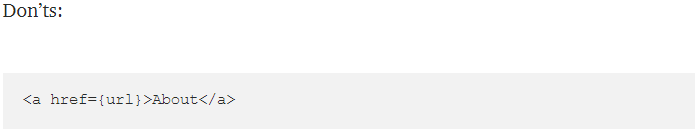 Don’ts:
<a href={url}>About</a>